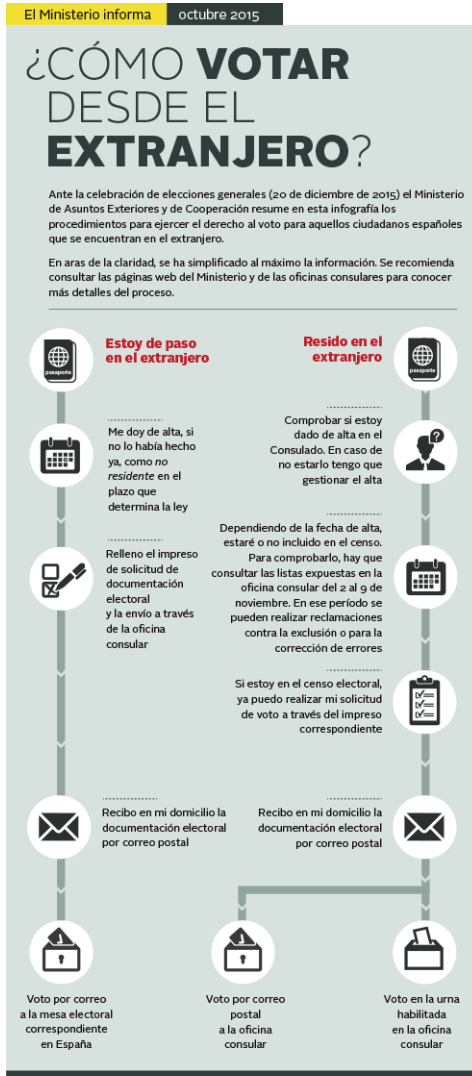 El Ministerio informa
octubre 2015
¿CÓMO VOTAR
DESDE EL
EXTRANJERO?
Ante la celebración de elecciones generales (20 de diciembre de 2015) el Ministerio
de Asuntos Exteriores y de Cooperación resume en esta infografía los
procedimientos para ejercer el derecho al voto para aquellos ciudadanos españoles
que se encuentran en el extranjero.
En aras de la claridad, se ha simplificado al máximo la información. Se recomienda
consultar las páginas web del Ministerio y de las oficinas consulares para conocer
más detalles del proceso.
pasaporte
Estoy de paso
en el extranjero
Me doy de alta, si
no lo había hecho
ya, como no
residente en el
plazo que
determina la ley
Relleno el impreso
de solicitud de
documentación
electoral
y la envío a través
de la oficina
consular
Recibo en mi domicilio la
documentación electoral
por correo postal
Voto por correo
a la mesa electoral
correspondiente
en España
Resido en el
extranjero
pasaporte
Comprobar si estoy
dado de alta en el
Consulado. En caso de
no estarlo tengo que
gestionar el alta
Dependiendo de la fecha de alta,
estaré o no incluido en el censo.
Para comprobarlo, hay que
consultar las listas expuestas en la
oficina consular del 2 al 9 de
noviembre. En ese período se
pueden realizar reclamaciones
contra la exclusión o para la
corrección de errores
Si estoy en el censo electoral,
ya puedo realizar mi solicitud
de voto a través del impreso
correspondiente
Recibo en mi domicilio la
documentación electoral
por correo postal
Voto por correo
postal
a la oficina
consular
Voto en la urna
habilitada
en la oficina
consular